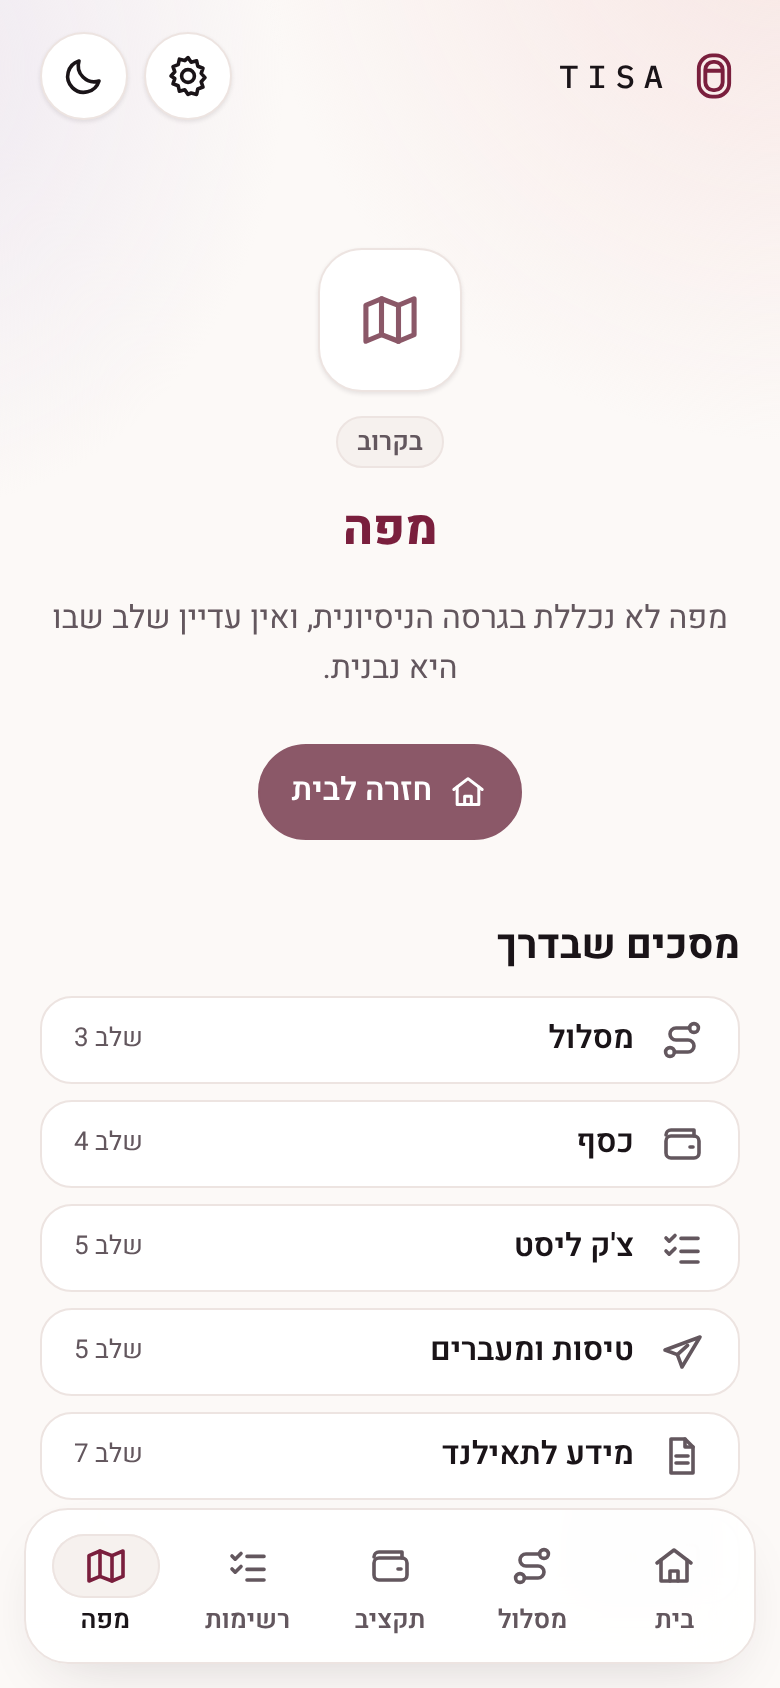 TISA
בקרוב
מפה
מפה לא נכללת בגרסה הניסיונית, ואין עדיין שלב שבו
היא נבנית.
חזרה לבית
מסכים שבדרך
מסלול שלב 3
כסף שלב 4
צ'ק ליסט שלב 5
טיסות ומעברים שלב 5
מידע לתאילנד שלב 7
בית מסלול תקציב רשימות מפה